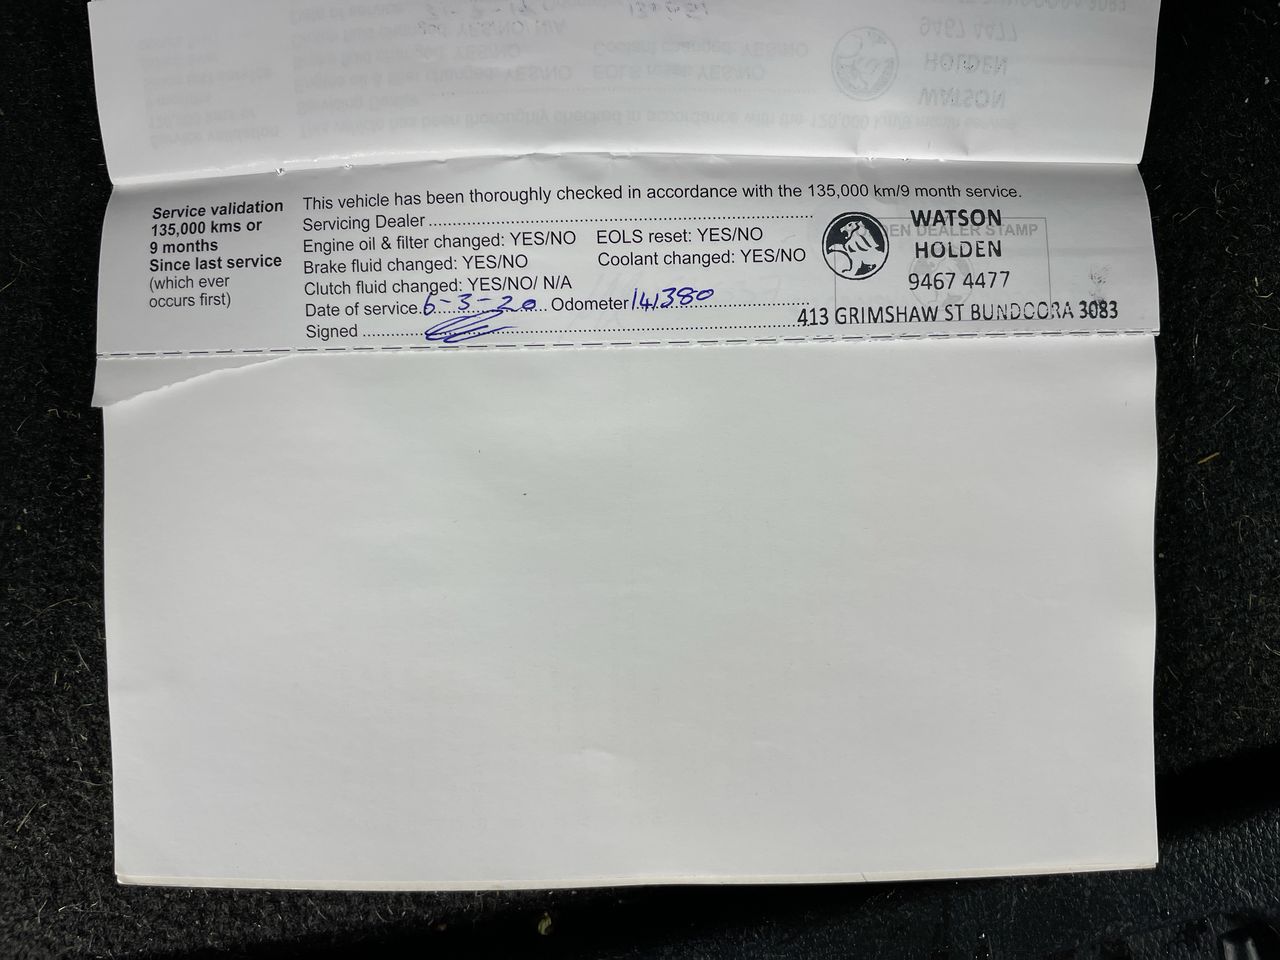 Service validation
135,000 kms or
9 months
Since last service
(which ever
occurs first)
This vehicle has been thoroughly checked in accordance with the 135,000 km/9 month service.
Servicing Dealer
Engine oil & filter changed: YES/NO EOLS reset: YES/NO
Brake fluid changed: YES/NO Coolant changed: YES/NO
Clutch fluid changed: YES/NO/ N/A
Date of service 6-3-20 Odometer 141380
Signed
DEALER STAMP
WATSON
HOLDEN
9467 4477
413 GRIMSHAW ST BUNDOORA 3083